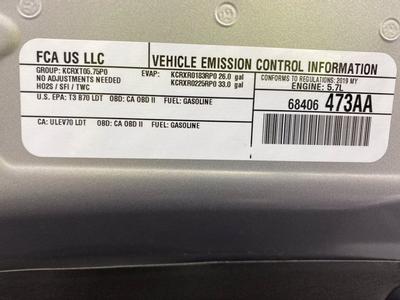 FCA US LLC
VEHICLE EMISSION CONTROL INFORMATION
GROUP: KCRXT05.75P0
NO ADJUSTMENTS NEEDED
HO2S / SFI / TWC
EVAP: KCRXR0183RP0 26.0 gal
KCRXR0225RP0 33.0 gal
CONFORMS TO REGULATIONS: 2019 MY
ENGINE: 5.7L
U.S. EPA: T3 B70 LDT OBD: CA OBD II FUEL: GASOLINE
68406 473AA
CA: ULEV70 LDT OBD: CA OBD II FUEL: GASOLINE